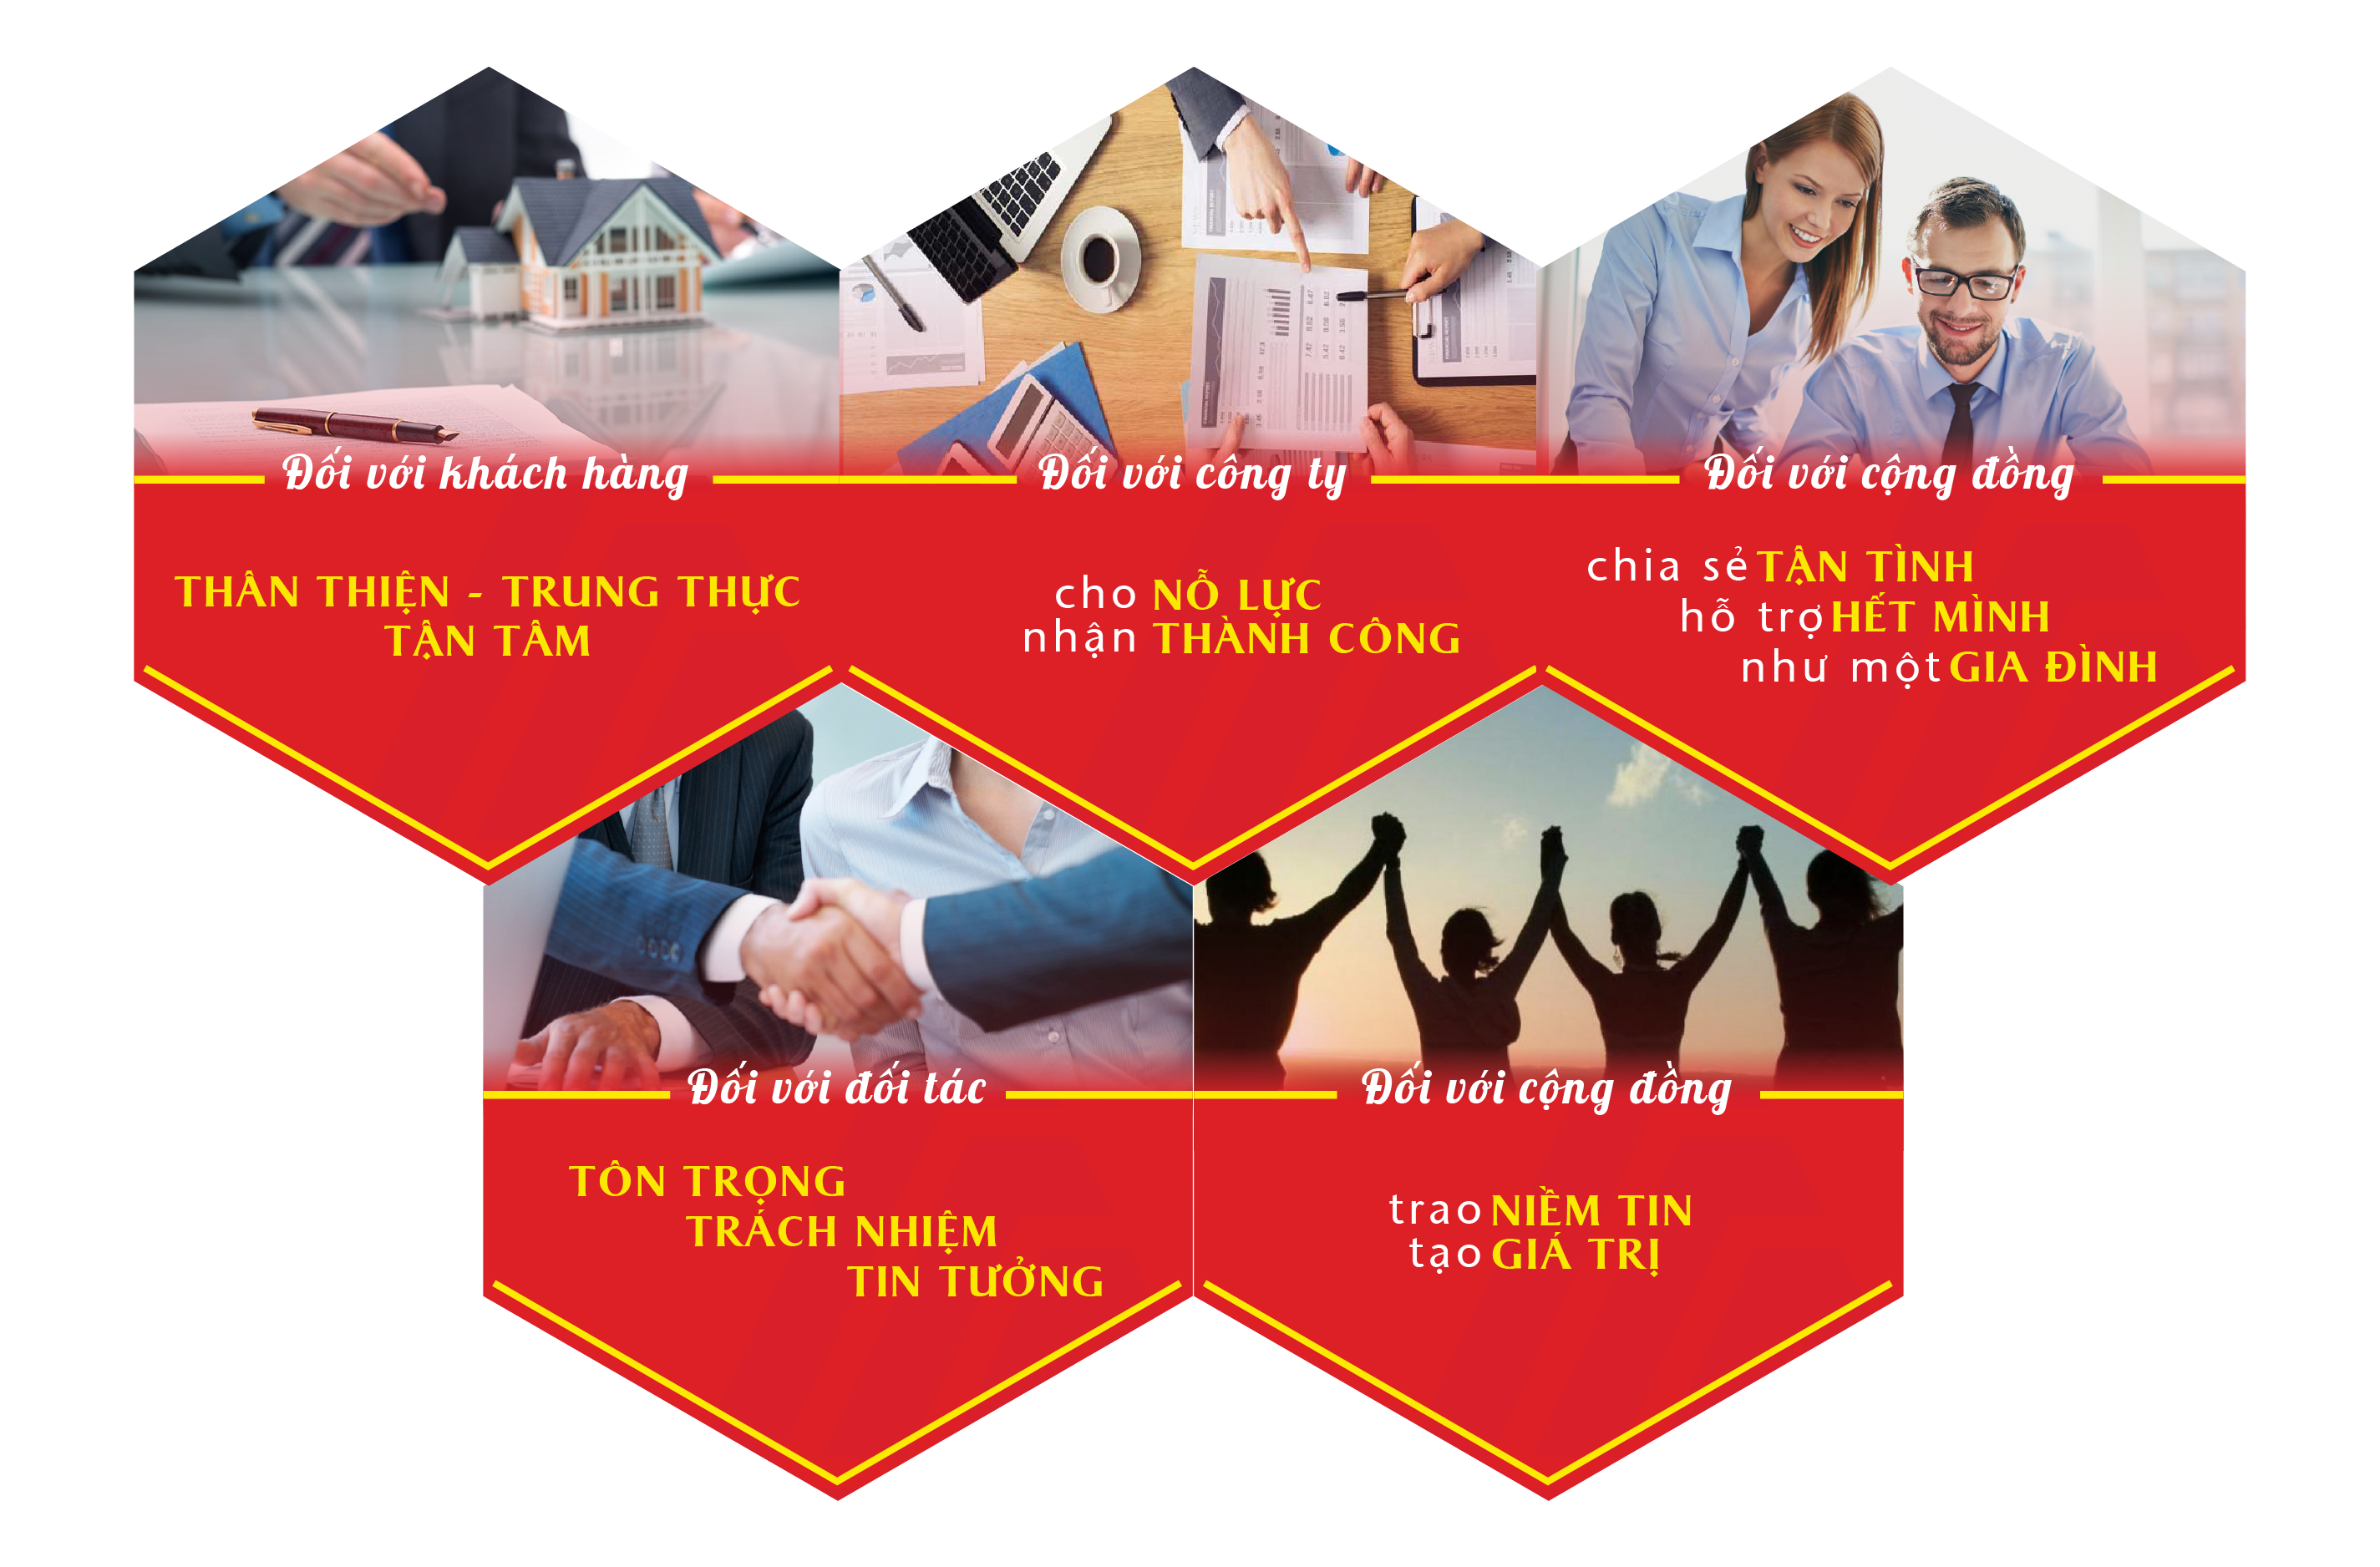 Đối với khách hàng
THÂN THIỆN - TRUNG THỰC
TẬN TÂM
Đối với công ty
cho NỖ LỰC
nhận THÀNH CÔNG
Đối với cộng đồng
chia sẻ TẬN TÌNH
hỗ trợ HẾT MÌNH
như một GIA ĐÌNH
Đối với đối tác
TÔN TRỌNG
TRÁCH NHIỆM
TIN TƯỞNG
Đối với cộng đồng
trao NIỀM TIN
tạo GIÁ TRỊ